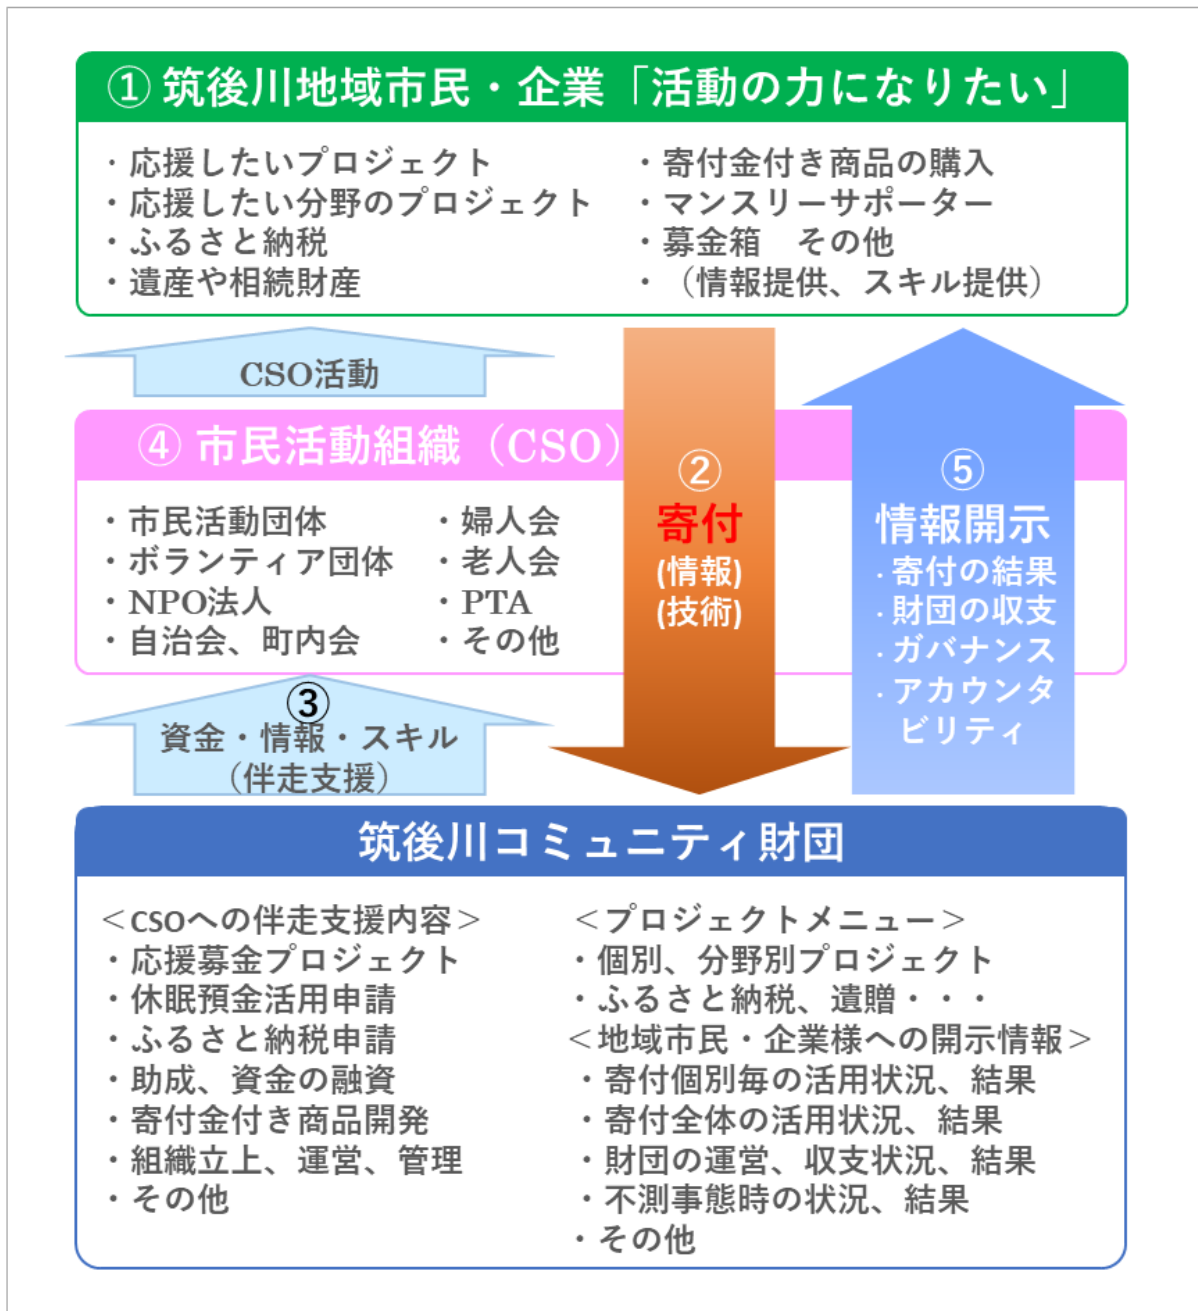 ① 筑後川地域市民・企業「活動の力になりたい」
・応援したいプロジェクト
・応援したい分野のプロジェクト
・ふるさと納税
・遺産や相続財産
・寄付金付き商品の購入
・マンスリーサポーター
・募金箱　その他
・（情報提供、スキル提供）
CSO活動
④ 市民活動組織（CSO）
・市民活動団体
・ボランティア団体
・NPO法人
・自治会、町内会
・婦人会
・老人会
・PTA
・その他
②
寄付
(情報)
(技術)
⑤
情報開示
・寄付の結果
・財団の収支
・ガバナンス
・アカウンタ
ビリティ
③
資金・情報・スキル
（伴走支援）
筑後川コミュニティ財団
＜CSOへの伴走支援内容＞
・応援募金プロジェクト
・休眠預金活用申請
・ふるさと納税申請
・助成、資金の融資
・寄付金付き商品開発
・組織立上、運営、管理
・その他
＜プロジェクトメニュー＞
・個別、分野別プロジェクト
・ふるさと納税、遺贈・・・
＜地域市民・企業様への開示情報＞
・寄付個別毎の活用状況、結果
・寄付全体の活用状況、結果
・財団の運営、収支状況、結果
・不測事態時の状況、結果
・その他